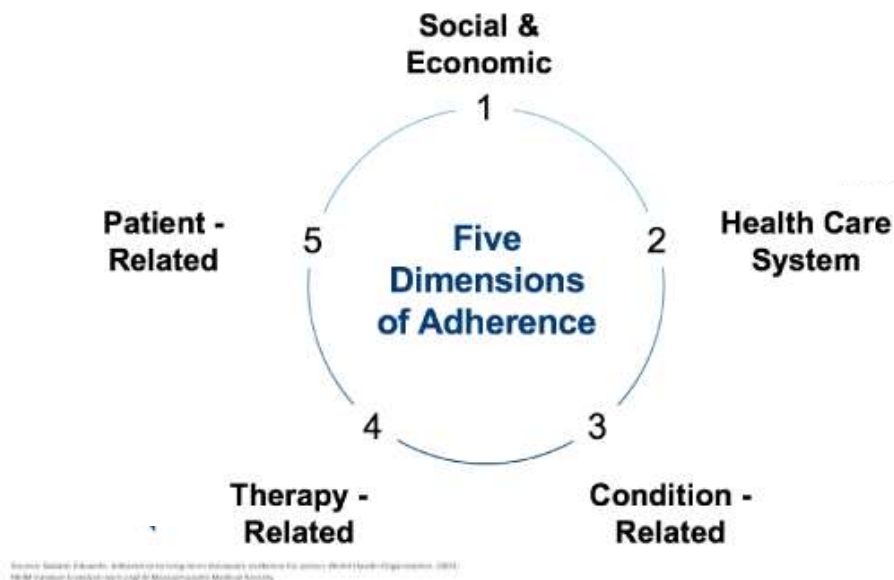 Social &
Economic
1
Patient -
Related
5
Five
Dimensions
of Adherence
2
Health Care
System
4
3
Therapy -
Related
Condition -
Related